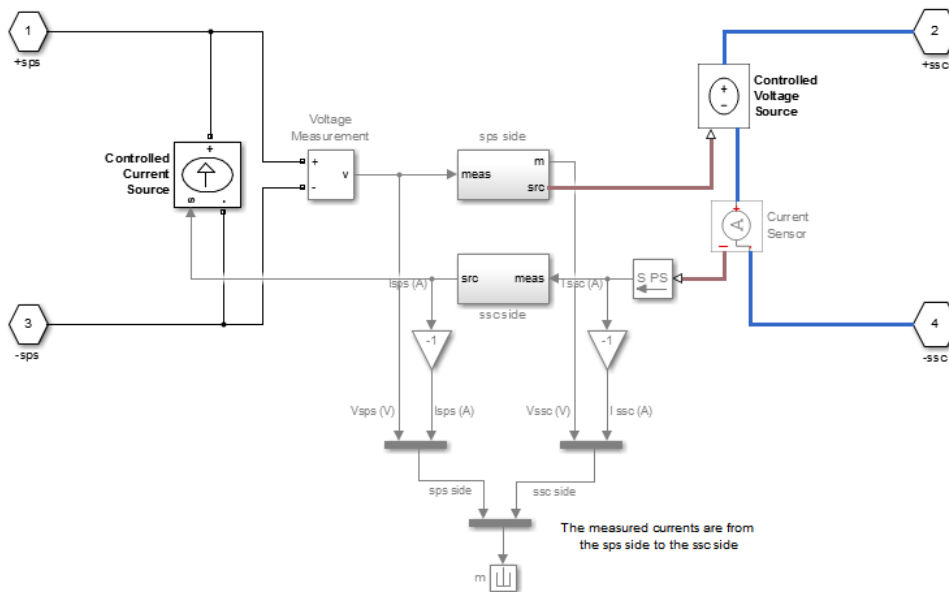 1
+sps
2
+ssc
Controlled
Voltage
Source
+
−
Voltage
Measurement
sps side
Controlled
Current
Source
+
s
-
+
-
v
meas
m
src
+
A
−
-
Current
Sensor
src
meas
Isps (A)
I ssc (A)
S PS
ssc side
3
-sps
4
-ssc
-1
-1
Vsps (V)
Isps (A)
Vssc (V)
I ssc (A)
sps side
ssc side
The measured currents are from
the sps side to the ssc side
m